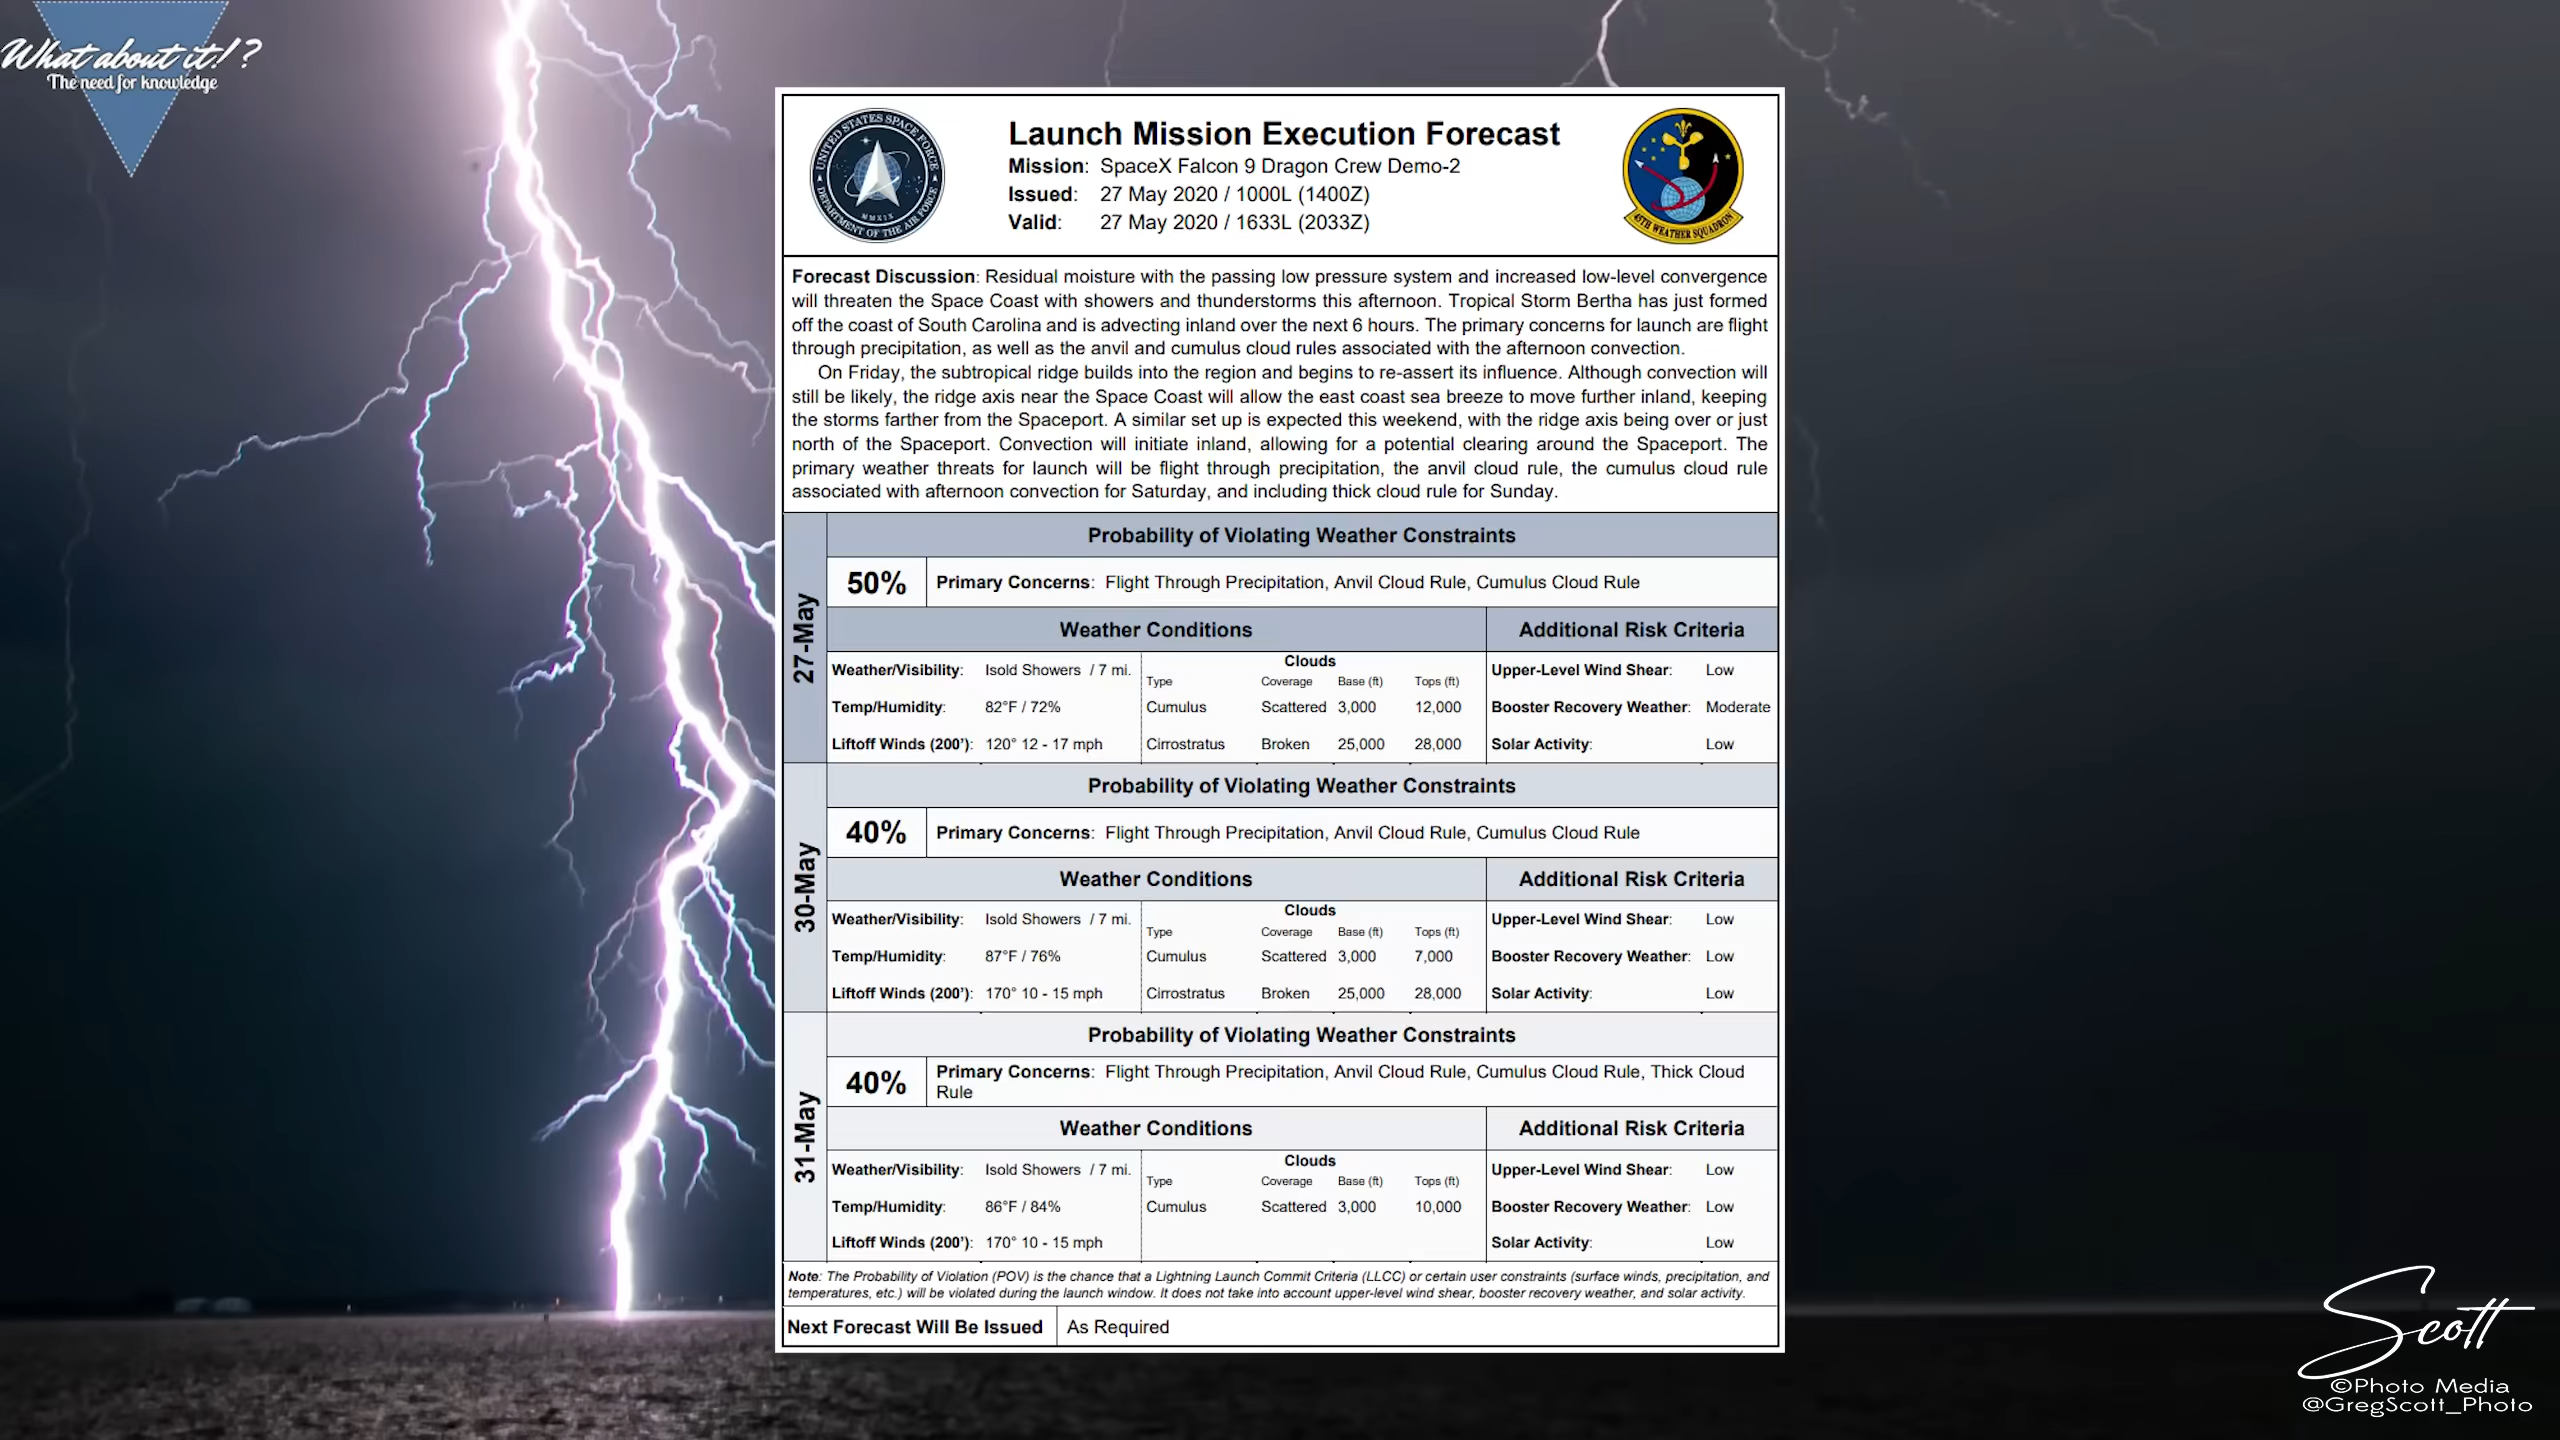 What about it!?
The need for knowledge
UNITED STATES SPACE FORCE
DEPARTMENT OF THE AIR FORCE
MMXIX
Launch Mission Execution Forecast
Mission: SpaceX Falcon 9 Dragon Crew Demo-2
Issued: 27 May 2020 / 1000L (1400Z)
Valid: 27 May 2020 / 1633L (2033Z)
45TH WEATHER SQUADRON
Forecast Discussion: Residual moisture with the passing low pressure system and increased low-level convergence
will threaten the Space Coast with showers and thunderstorms this afternoon. Tropical Storm Bertha has just formed
off the coast of South Carolina and is advecting inland over the next 6 hours. The primary concerns for launch are flight
through precipitation, as well as the anvil and cumulus cloud rules associated with the afternoon convection.
On Friday, the subtropical ridge builds into the region and begins to re-assert its influence. Although convection will
still be likely, the ridge axis near the Space Coast will allow the east coast sea breeze to move further inland, keeping
the storms farther from the Spaceport. A similar set up is expected this weekend, with the ridge axis being over or just
north of the Spaceport. Convection will initiate inland, allowing for a potential clearing around the Spaceport. The
primary weather threats for launch will be flight through precipitation, the anvil cloud rule, the cumulus cloud rule
associated with afternoon convection for Saturday, and including thick cloud rule for Sunday.
27-May
Probability of Violating Weather Constraints
50% Primary Concerns: Flight Through Precipitation, Anvil Cloud Rule, Cumulus Cloud Rule
Weather Conditions Additional Risk Criteria
Clouds
Weather/Visibility: Isold Showers / 7 mi. Type Coverage Base (ft) Tops (ft) Upper-Level Wind Shear: Low
Temp/Humidity: 82°F / 72% Cumulus Scattered 3,000 12,000 Booster Recovery Weather: Moderate
Liftoff Winds (200'): 120° 12 - 17 mph Cirrostratus Broken 25,000 28,000 Solar Activity: Low
30-May
Probability of Violating Weather Constraints
40% Primary Concerns: Flight Through Precipitation, Anvil Cloud Rule, Cumulus Cloud Rule
Weather Conditions Additional Risk Criteria
Clouds
Weather/Visibility: Isold Showers / 7 mi. Type Coverage Base (ft) Tops (ft) Upper-Level Wind Shear: Low
Temp/Humidity: 87°F / 76% Cumulus Scattered 3,000 7,000 Booster Recovery Weather: Low
Liftoff Winds (200'): 170° 10 - 15 mph Cirrostratus Broken 25,000 28,000 Solar Activity: Low
31-May
Probability of Violating Weather Constraints
40% Primary Concerns: Flight Through Precipitation, Anvil Cloud Rule, Cumulus Cloud Rule, Thick Cloud
Rule
Weather Conditions Additional Risk Criteria
Clouds
Weather/Visibility: Isold Showers / 7 mi. Type Coverage Base (ft) Tops (ft) Upper-Level Wind Shear: Low
Temp/Humidity: 86°F / 84% Cumulus Scattered 3,000 10,000 Booster Recovery Weather: Low
Liftoff Winds (200'): 170° 10 - 15 mph Solar Activity: Low
Note: The Probability of Violation (POV) is the chance that a Lightning Launch Commit Criteria (LLCC) or certain user constraints (surface winds, precipitation, and
temperatures, etc.) will be violated during the launch window. It does not take into account upper-level wind shear, booster recovery weather, and solar activity.
Next Forecast Will Be Issued As Required
Scott
©Photo Media
@GregScott_Photo